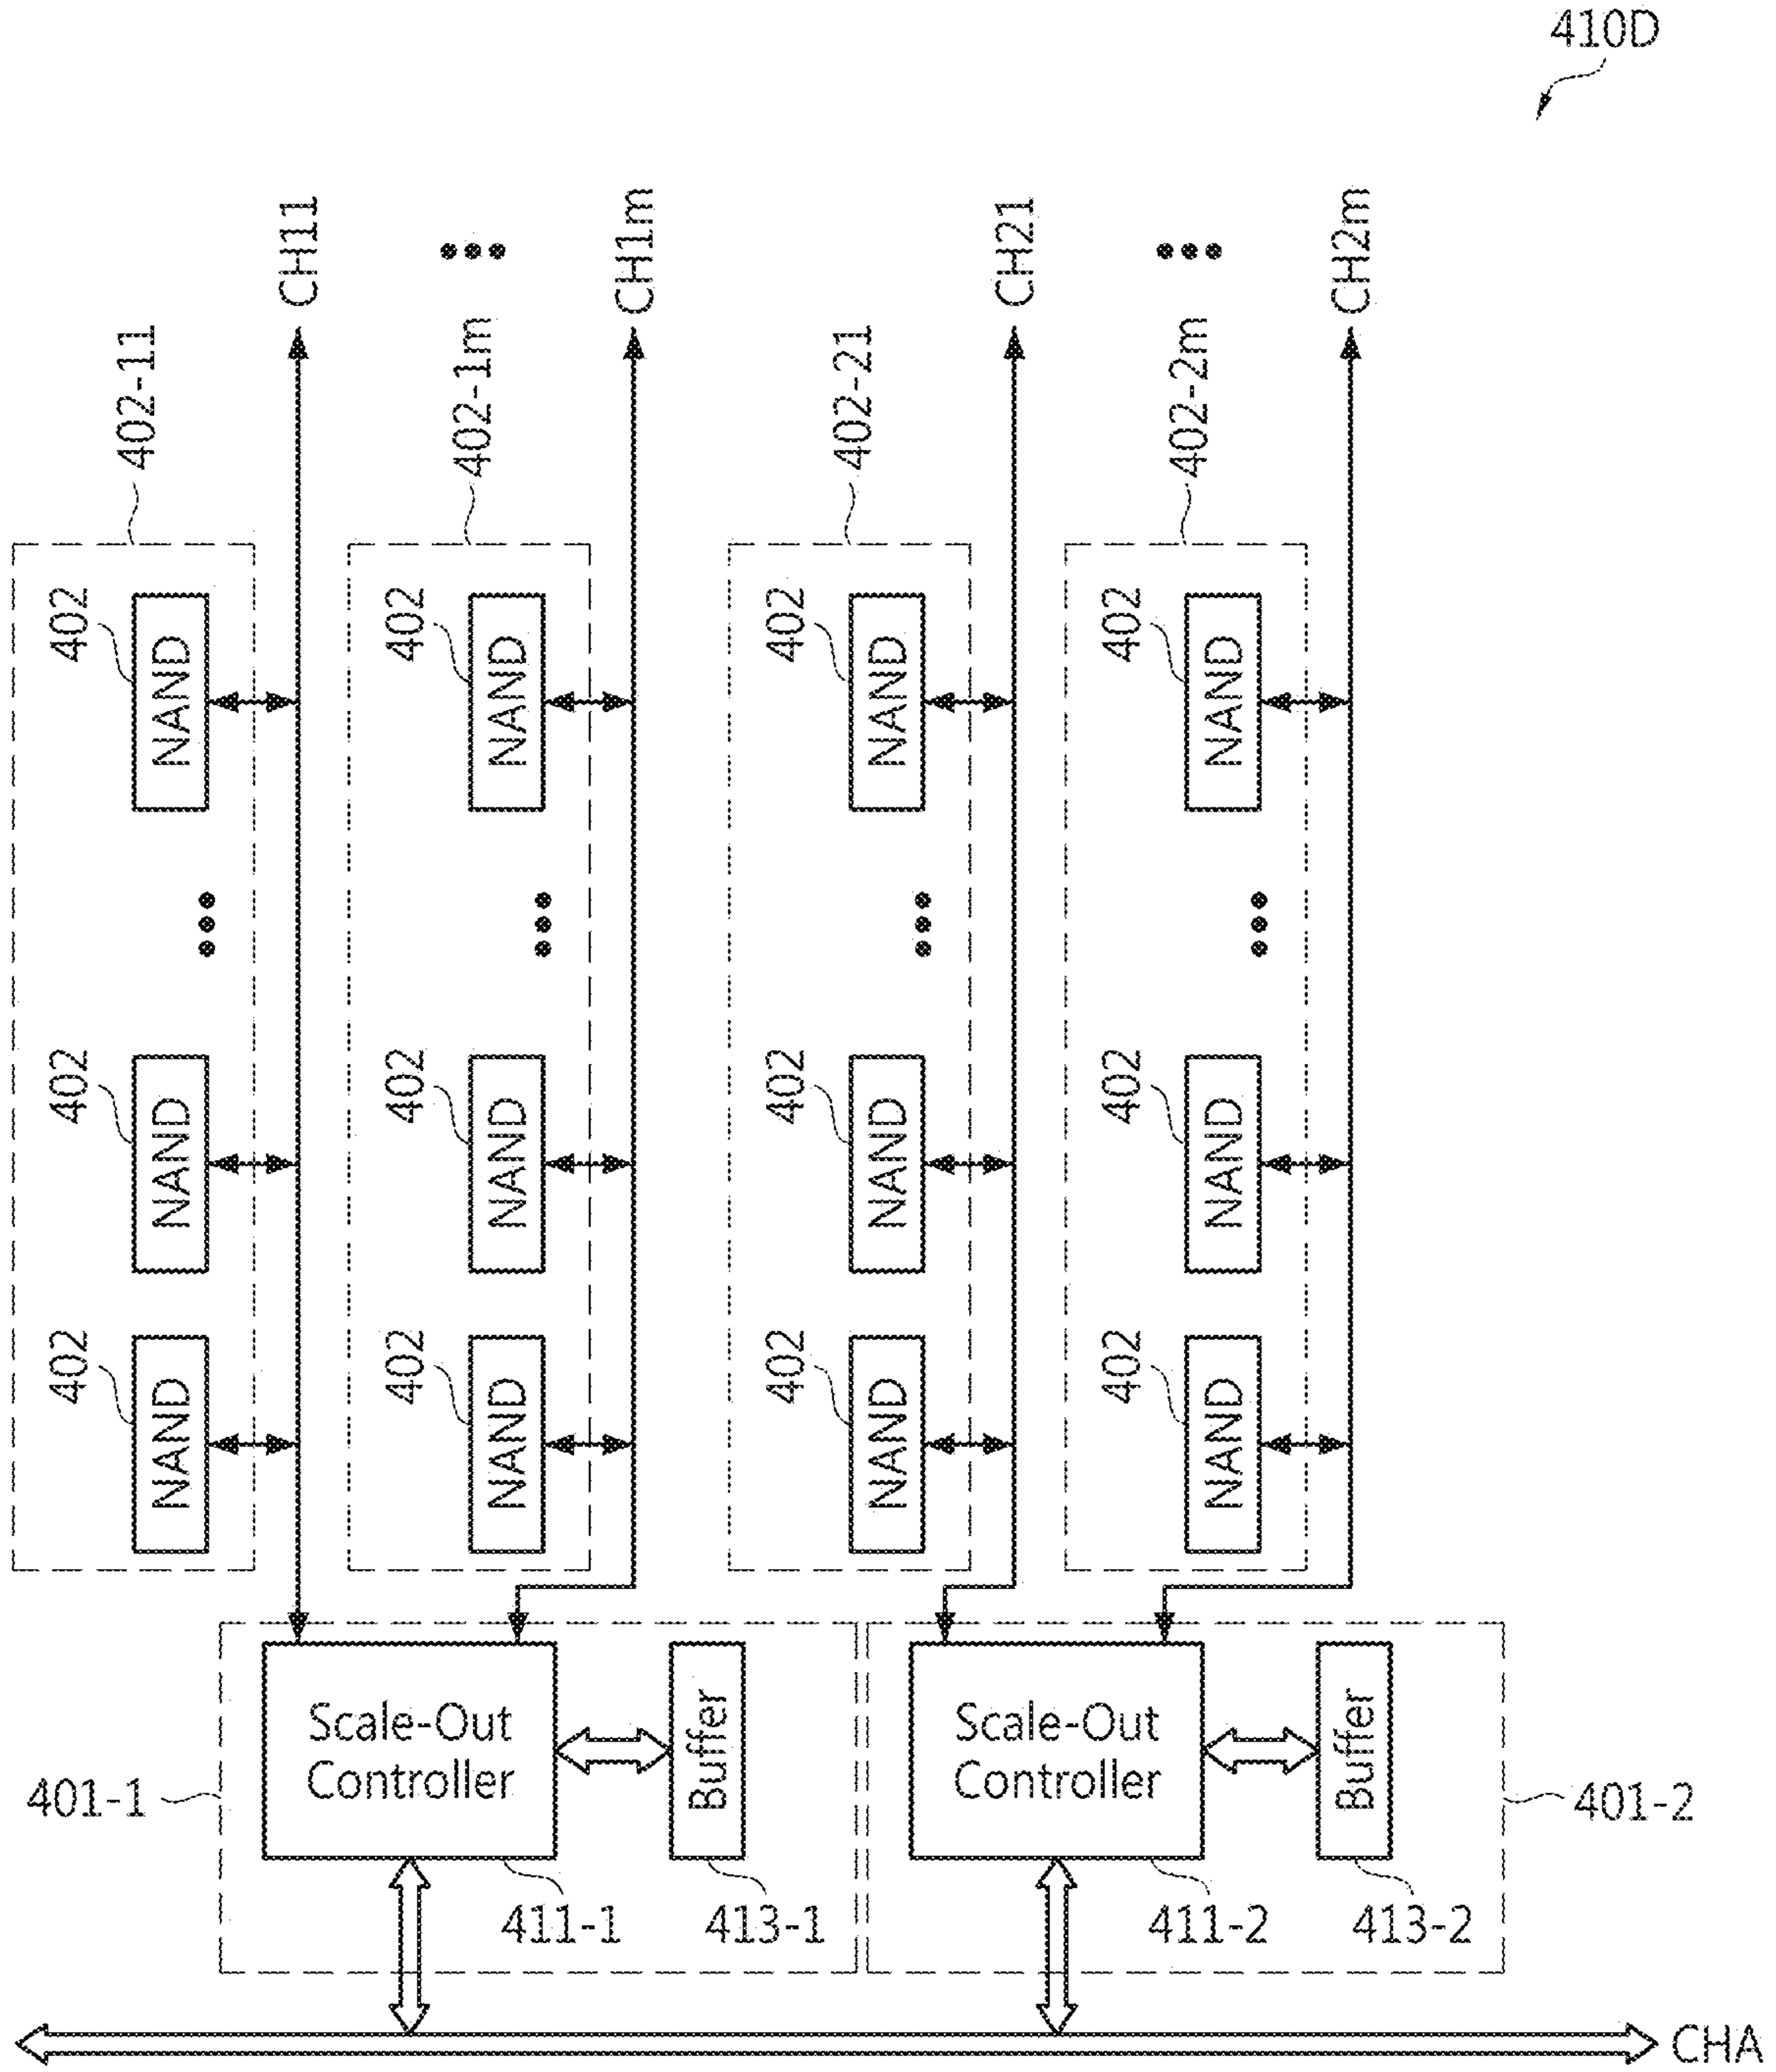 410D
CH11
CH1m
CH21
CH2m
402-11
402-1m
402-21
402-2m
402
NAND
402
NAND
402
NAND
402
NAND
402
NAND
402
NAND
402
NAND
402
NAND
402
NAND
402
NAND
402
NAND
402
NAND
Scale-Out
Controller
Buffer
Scale-Out
Controller
Buffer
401-1
401-2
411-1
413-1
411-2
413-2
CHA